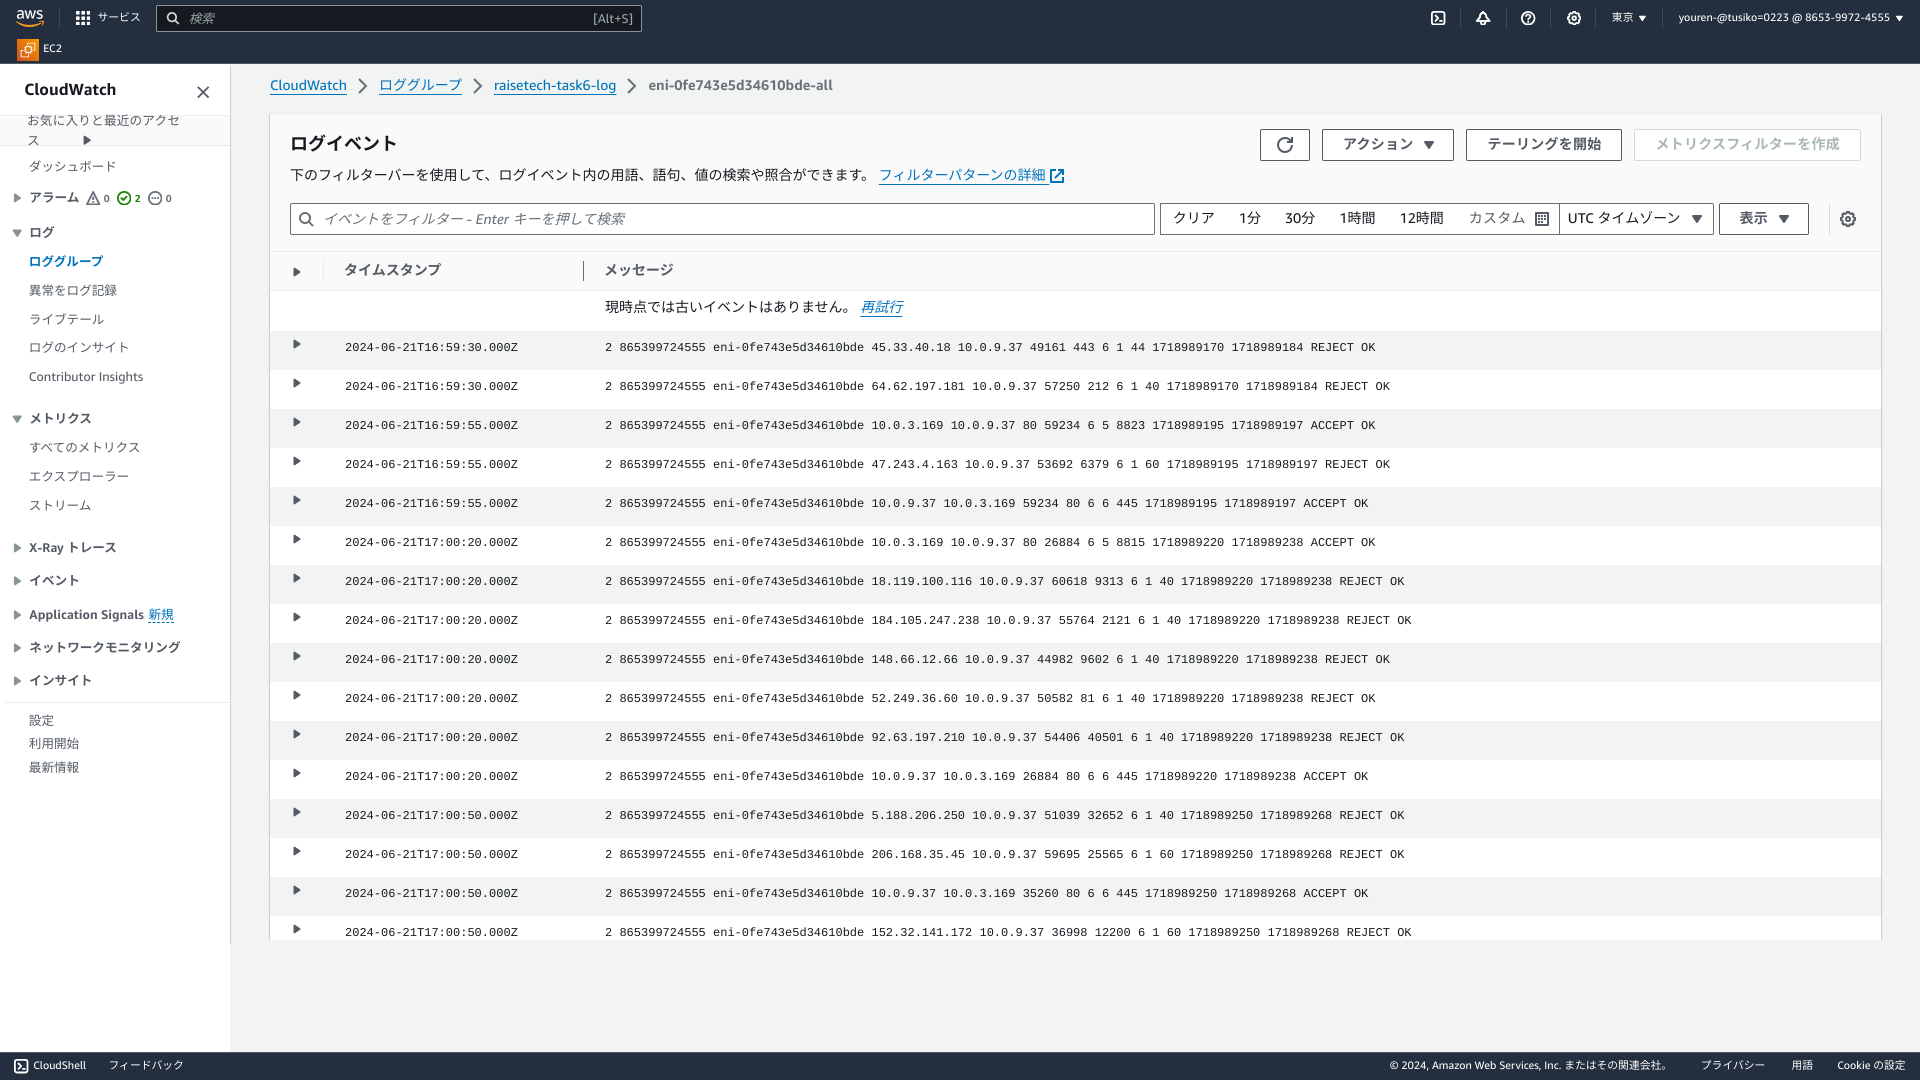 aws サービス 検索 [Alt+S] 東京 ▼ youren-@tusiko=0223 @ 8653-9972-4555 ▼
EC2
CloudWatch
お気に入りと最近のアクセ
ス
ダッシュボード
アラーム 0 2 0
ログ
ロググループ
異常をログ記録
ライブテール
ログのインサイト
Contributor Insights
メトリクス
すべてのメトリクス
エクスプローラー
ストリーム
X-Ray トレース
イベント
Application Signals 新規
ネットワークモニタリング
インサイト
設定
利用開始
最新情報
CloudWatch > ロググループ > raisetech-task6-log > eni-0fe743e5d34610bde-all
ログイベント
アクション ▼ テーリングを開始 メトリクスフィルターを作成
下のフィルターバーを使用して、ログイベント内の用語、語句、値の検索や照合ができます。 フィルターパターンの詳細
イベントをフィルター - Enter キーを押して検索 クリア 1分 30分 1時間 12時間 カスタム UTC タイムゾーン ▼ 表示 ▼
タイムスタンプ メッセージ
現時点では古いイベントはありません。 再試行
2024-06-21T16:59:30.000Z 2 865399724555 eni-0fe743e5d34610bde 45.33.40.18 10.0.9.37 49161 443 6 1 44 1718989170 1718989184 REJECT OK
2024-06-21T16:59:30.000Z 2 865399724555 eni-0fe743e5d34610bde 64.62.197.181 10.0.9.37 57250 212 6 1 40 1718989170 1718989184 REJECT OK
2024-06-21T16:59:55.000Z 2 865399724555 eni-0fe743e5d34610bde 10.0.3.169 10.0.9.37 80 59234 6 5 8823 1718989195 1718989197 ACCEPT OK
2024-06-21T16:59:55.000Z 2 865399724555 eni-0fe743e5d34610bde 47.243.4.163 10.0.9.37 53692 6379 6 1 60 1718989195 1718989197 REJECT OK
2024-06-21T16:59:55.000Z 2 865399724555 eni-0fe743e5d34610bde 10.0.9.37 10.0.3.169 59234 80 6 6 445 1718989195 1718989197 ACCEPT OK
2024-06-21T17:00:20.000Z 2 865399724555 eni-0fe743e5d34610bde 10.0.3.169 10.0.9.37 80 26884 6 5 8815 1718989220 1718989238 ACCEPT OK
2024-06-21T17:00:20.000Z 2 865399724555 eni-0fe743e5d34610bde 18.119.100.116 10.0.9.37 60618 9313 6 1 40 1718989220 1718989238 REJECT OK
2024-06-21T17:00:20.000Z 2 865399724555 eni-0fe743e5d34610bde 184.105.247.238 10.0.9.37 55764 2121 6 1 40 1718989220 1718989238 REJECT OK
2024-06-21T17:00:20.000Z 2 865399724555 eni-0fe743e5d34610bde 148.66.12.66 10.0.9.37 44982 9602 6 1 40 1718989220 1718989238 REJECT OK
2024-06-21T17:00:20.000Z 2 865399724555 eni-0fe743e5d34610bde 52.249.36.60 10.0.9.37 50582 81 6 1 40 1718989220 1718989238 REJECT OK
2024-06-21T17:00:20.000Z 2 865399724555 eni-0fe743e5d34610bde 92.63.197.210 10.0.9.37 54406 40501 6 1 40 1718989220 1718989238 REJECT OK
2024-06-21T17:00:20.000Z 2 865399724555 eni-0fe743e5d34610bde 10.0.9.37 10.0.3.169 26884 80 6 6 445 1718989220 1718989238 ACCEPT OK
2024-06-21T17:00:50.000Z 2 865399724555 eni-0fe743e5d34610bde 5.188.206.250 10.0.9.37 51039 32652 6 1 40 1718989250 1718989268 REJECT OK
2024-06-21T17:00:50.000Z 2 865399724555 eni-0fe743e5d34610bde 206.168.35.45 10.0.9.37 59695 25565 6 1 60 1718989250 1718989268 REJECT OK
2024-06-21T17:00:50.000Z 2 865399724555 eni-0fe743e5d34610bde 10.0.9.37 10.0.3.169 35260 80 6 6 445 1718989250 1718989268 ACCEPT OK
2024-06-21T17:00:50.000Z 2 865399724555 eni-0fe743e5d34610bde 152.32.141.172 10.0.9.37 36998 12200 6 1 60 1718989250 1718989268 REJECT OK
CloudShell フィードバック © 2024, Amazon Web Services, Inc. またはその関連会社。 プライバシー 用語 Cookie の設定